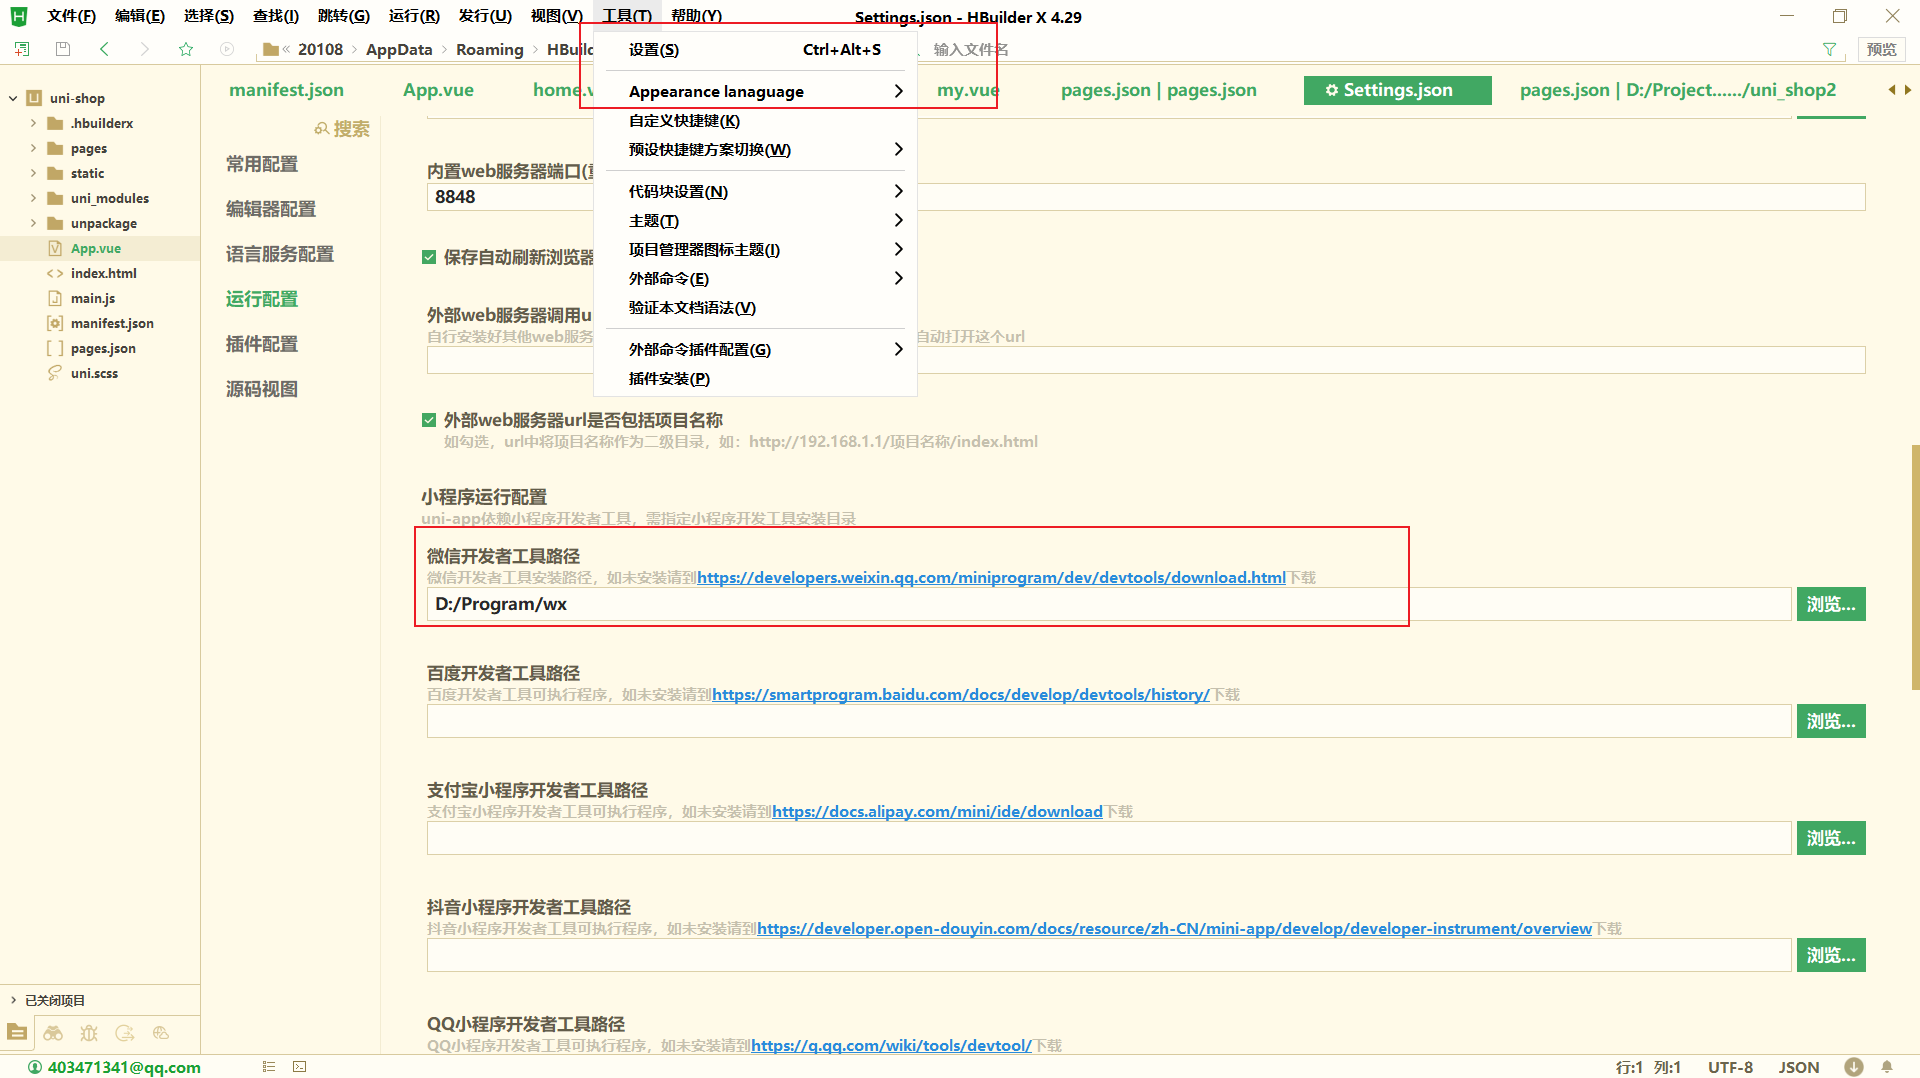 文件(F) 编辑(E) 选择(S) 查找(I) 跳转(G) 运行(R) 发行(U) 视图(V) 工具(T) 帮助(Y) Settings.json - HBuilder X 4.29
20108 AppData Roaming HBuil 输入文件名 预览
设置(S) Ctrl+Alt+S
Appearance lanaguage
自定义快捷键(K)
预设快捷键方案切换(W)
代码块设置(N)
主题(T)
项目管理器图标主题(I)
外部命令(E)
验证本文档语法(V)
外部命令插件配置(G)
插件安装(P)
manifest.json App.vue home.v my.vue pages.json | pages.json Settings.json pages.json | D:/Project....../uni_shop2
uni-shop
.hbuilderx
pages
static
uni_modules
unpackage
App.vue
index.html
main.js
manifest.json
pages.json
uni.scss
搜索
常用配置
编辑器配置
语言服务配置
运行配置
插件配置
源码视图
内置web服务器端口(
8848
保存自动刷新浏览器
外部web服务器调用u
自行安装好其他web服务 自动打开这个url
外部web服务器url是否包括项目名称
如勾选，url中将项目名称作为二级目录，如：http://192.168.1.1/项目名称/index.html
小程序运行配置
uni-app依赖小程序开发者工具，需指定小程序开发工具安装目录
微信开发者工具路径
微信开发者工具安装路径，如未安装请到https://developers.weixin.qq.com/miniprogram/dev/devtools/download.html下载
D:/Program/wx 浏览...
百度开发者工具路径
百度开发者工具可执行程序，如未安装请到https://smartprogram.baidu.com/docs/develop/devtools/history/下载
浏览...
支付宝小程序开发者工具路径
支付宝小程序开发者工具可执行程序，如未安装请到https://docs.alipay.com/mini/ide/download下载
浏览...
抖音小程序开发者工具路径
抖音小程序开发者工具可执行程序，如未安装请到https://developer.open-douyin.com/docs/resource/zh-CN/mini-app/develop/developer-instrument/overview下载
浏览...
QQ小程序开发者工具路径
QQ小程序开发者工具可执行程序，如未安装请到https://q.qq.com/wiki/tools/devtool/下载
已关闭项目
403471341@qq.com 行:1 列:1 UTF-8 JSON